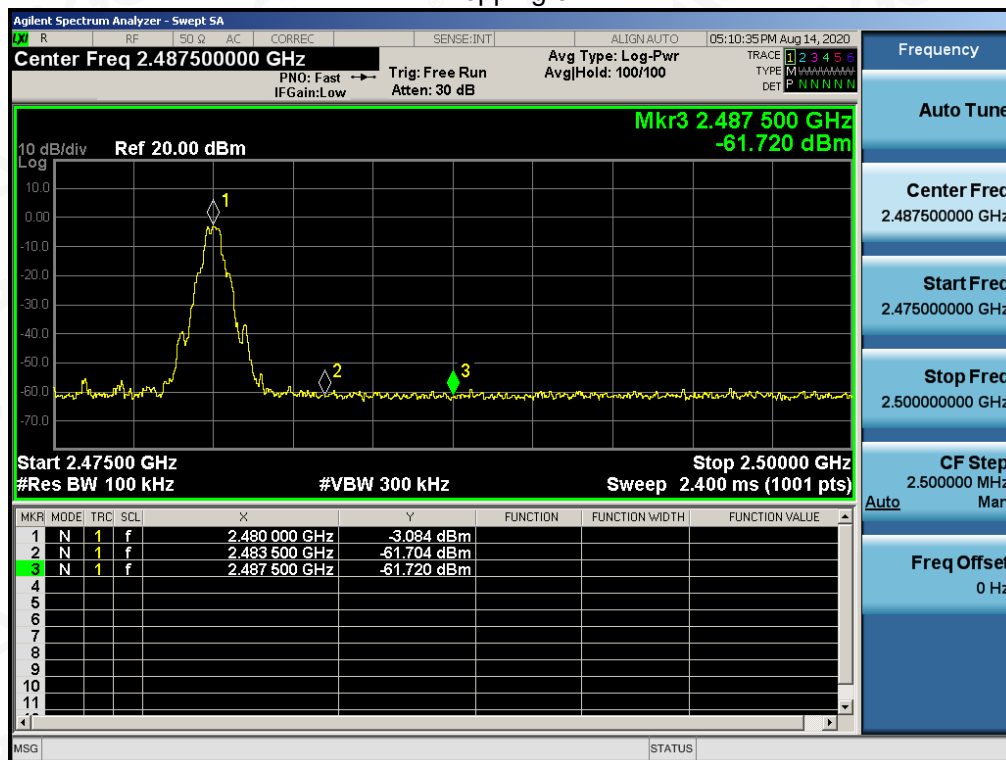 Agilent Spectrum Analyzer - Swept SA
LXI R RF 50 Ω AC CORREC SENSE:INT ALIGN AUTO 05:10:35 PM Aug 14, 2020
Center Freq 2.487500000 GHz
PNO: Fast
IFGain:Low
Trig: Free Run
Atten: 30 dB
Avg Type: Log-Pwr
Avg|Hold: 100/100
TRACE 1 2 3 4 5 6
TYPE M
DET P N N N N N
Mkr3 2.487 500 GHz
-61.720 dBm
10 dB/div Ref 20.00 dBm
Log
10.0
0.00
-10.0
-20.0
-30.0
-40.0
-50.0
-60.0
-70.0
1
2
3
Start 2.47500 GHz Stop 2.50000 GHz
#Res BW 100 kHz #VBW 300 kHz Sweep 2.400 ms (1001 pts)
MKR MODE TRC SCL X Y FUNCTION FUNCTION WIDTH FUNCTION VALUE
1 N 1 f 2.480 000 GHz -3.084 dBm
2 N 1 f 2.483 500 GHz -61.704 dBm
3 N 1 f 2.487 500 GHz -61.720 dBm
4
5
6
7
8
9
10
11
MSG STATUS
Frequency
Auto Tune
Center Freq
2.487500000 GHz
Start Freq
2.475000000 GHz
Stop Freq
2.500000000 GHz
CF Step
2.500000 MHz
Auto Man
Freq Offset
0 Hz